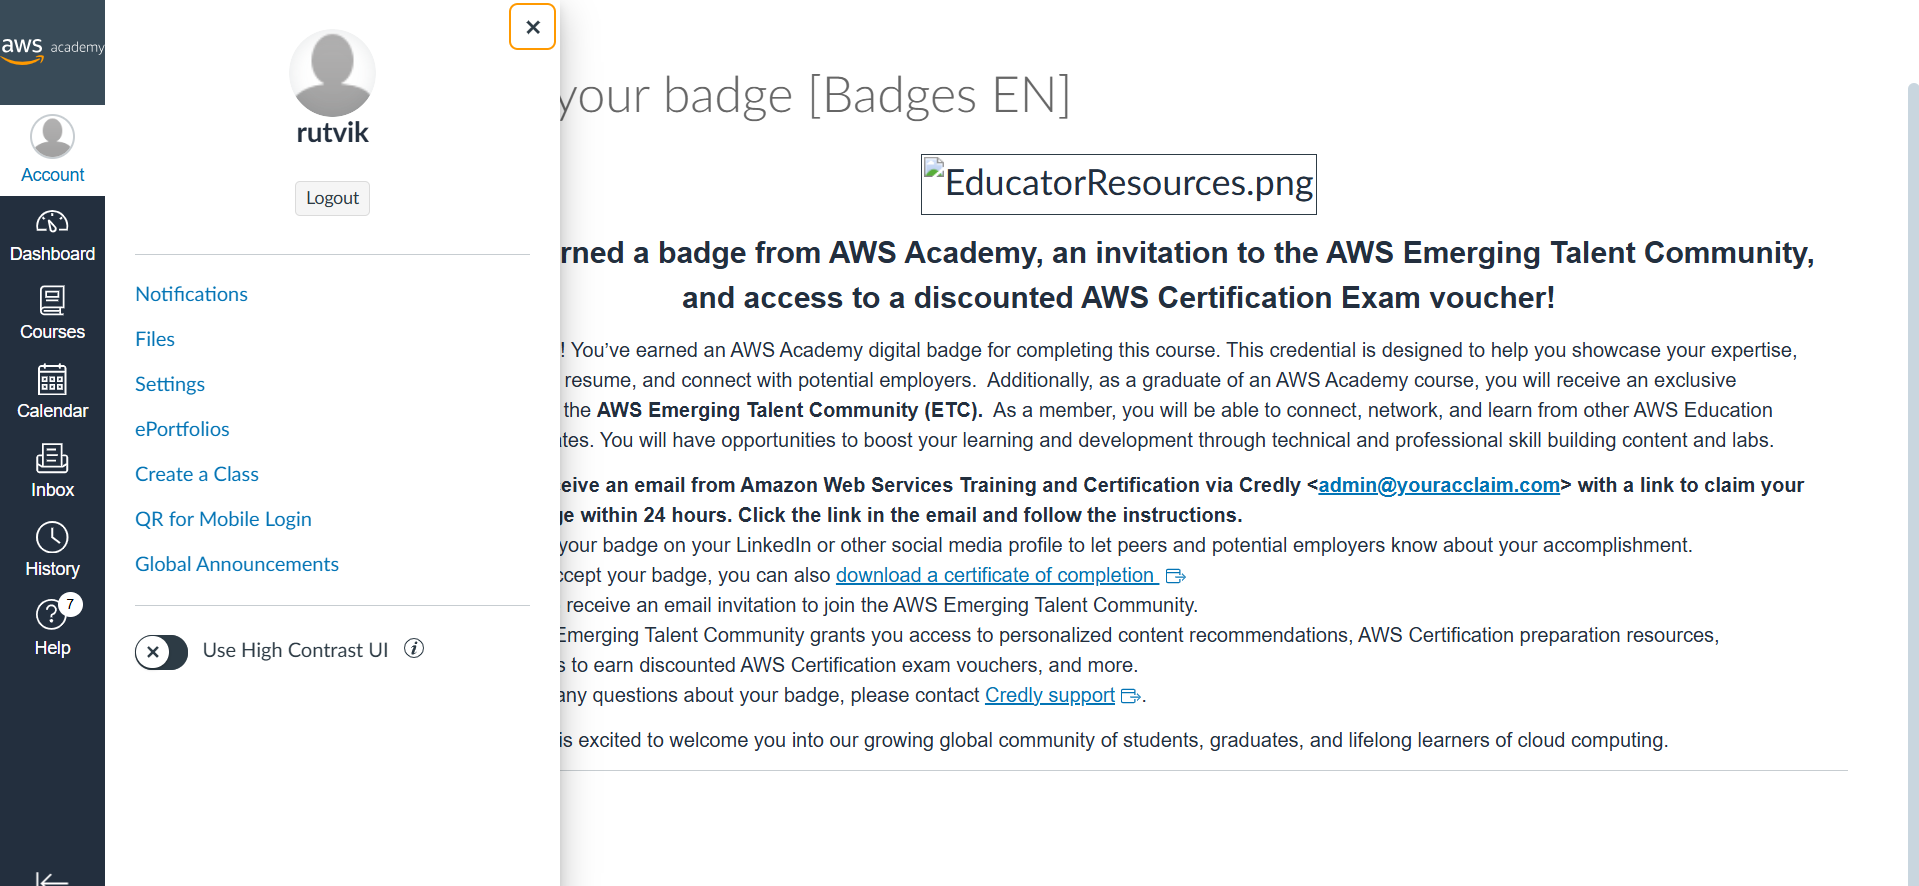 aws academy
Account
Dashboard
Courses
Calendar
Inbox
History
7
Help
rutvik
Logout
Notifications
Files
Settings
ePortfolios
Create a Class
QR for Mobile Login
Global Announcements
Use High Contrast UI
your badge [Badges EN]
EducatorResources.png
rned a badge from AWS Academy, an invitation to the AWS Emerging Talent Community,
and access to a discounted AWS Certification Exam voucher!
! You’ve earned an AWS Academy digital badge for completing this course. This credential is designed to help you showcase your expertise,
resume, and connect with potential employers. Additionally, as a graduate of an AWS Academy course, you will receive an exclusive
the AWS Emerging Talent Community (ETC). As a member, you will be able to connect, network, and learn from other AWS Education
tes. You will have opportunities to boost your learning and development through technical and professional skill building content and labs.
eive an email from Amazon Web Services Training and Certification via Credly <admin@youracclaim.com> with a link to claim your
ge within 24 hours. Click the link in the email and follow the instructions.
your badge on your LinkedIn or other social media profile to let peers and potential employers know about your accomplishment.
ccept your badge, you can also download a certificate of completion
receive an email invitation to join the AWS Emerging Talent Community.
Emerging Talent Community grants you access to personalized content recommendations, AWS Certification preparation resources,
s to earn discounted AWS Certification exam vouchers, and more.
any questions about your badge, please contact Credly support.
is excited to welcome you into our growing global community of students, graduates, and lifelong learners of cloud computing.